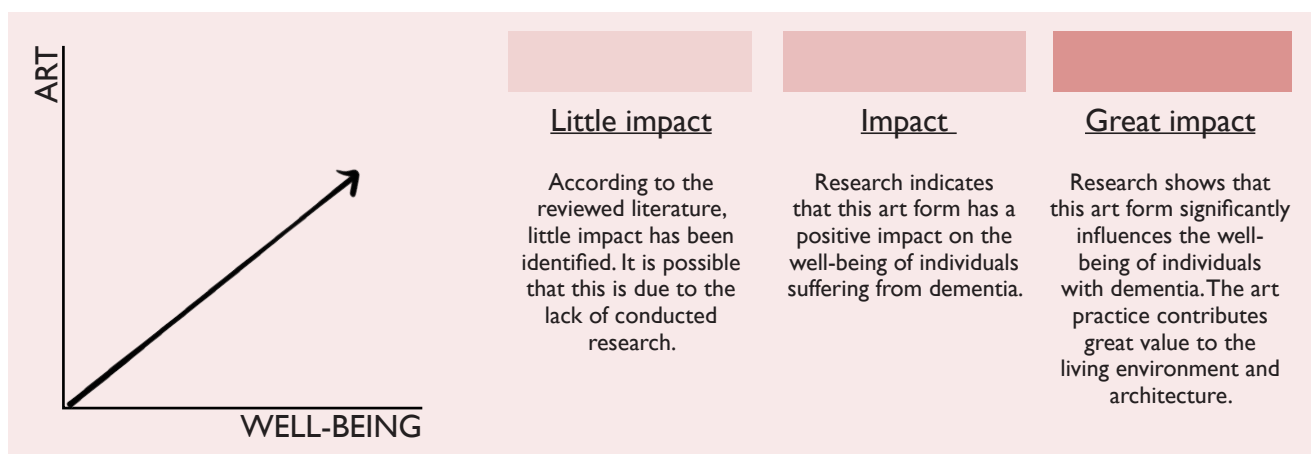 ART
WELL-BEING
Little impact
According to the
reviewed literature,
little impact has been
identified. It is possible
that this is due to the
lack of conducted
research.
Impact
Research indicates
that this art form has a
positive impact on the
well-being of individuals
suffering from dementia.
Great impact
Research shows that
this art form significantly
influences the well-
being of individuals
with dementia. The art
practice contributes
great value to the
living environment and
architecture.